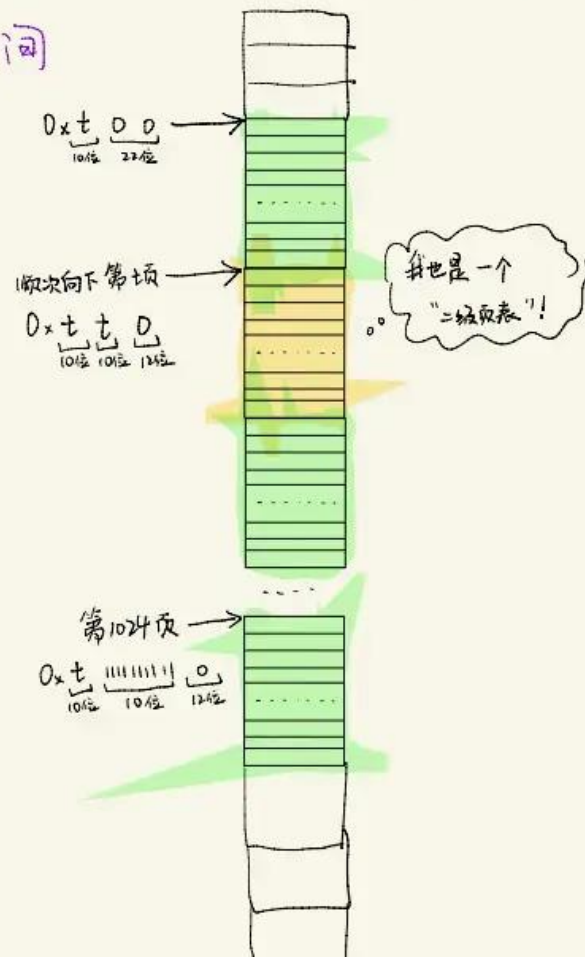 间
0x t 0 0
10位 22位
顺次向下第t项
0x t t 0
10位 10位 12位
我也是一个
"二级页表"!
第1024页
0x t 1111111111 0
10位 10位 12位